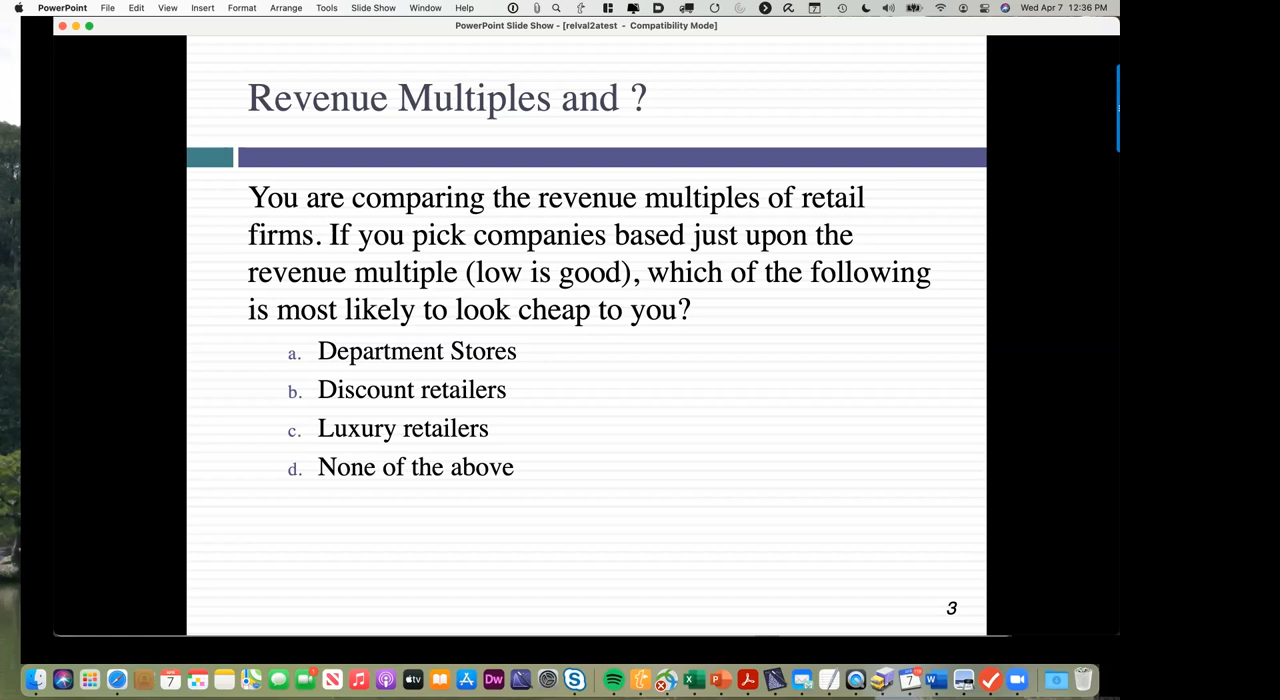 PowerPoint File Edit View Insert Format Arrange Tools Slide Show Window Help Wed Apr 7 12:36 PM
PowerPoint Slide Show - [relval2atest - Compatibility Mode]
Revenue Multiples and ?
You are comparing the revenue multiples of retail
firms. If you pick companies based just upon the
revenue multiple (low is good), which of the following
is most likely to look cheap to you?
a. Department Stores
b. Discount retailers
c. Luxury retailers
d. None of the above
3